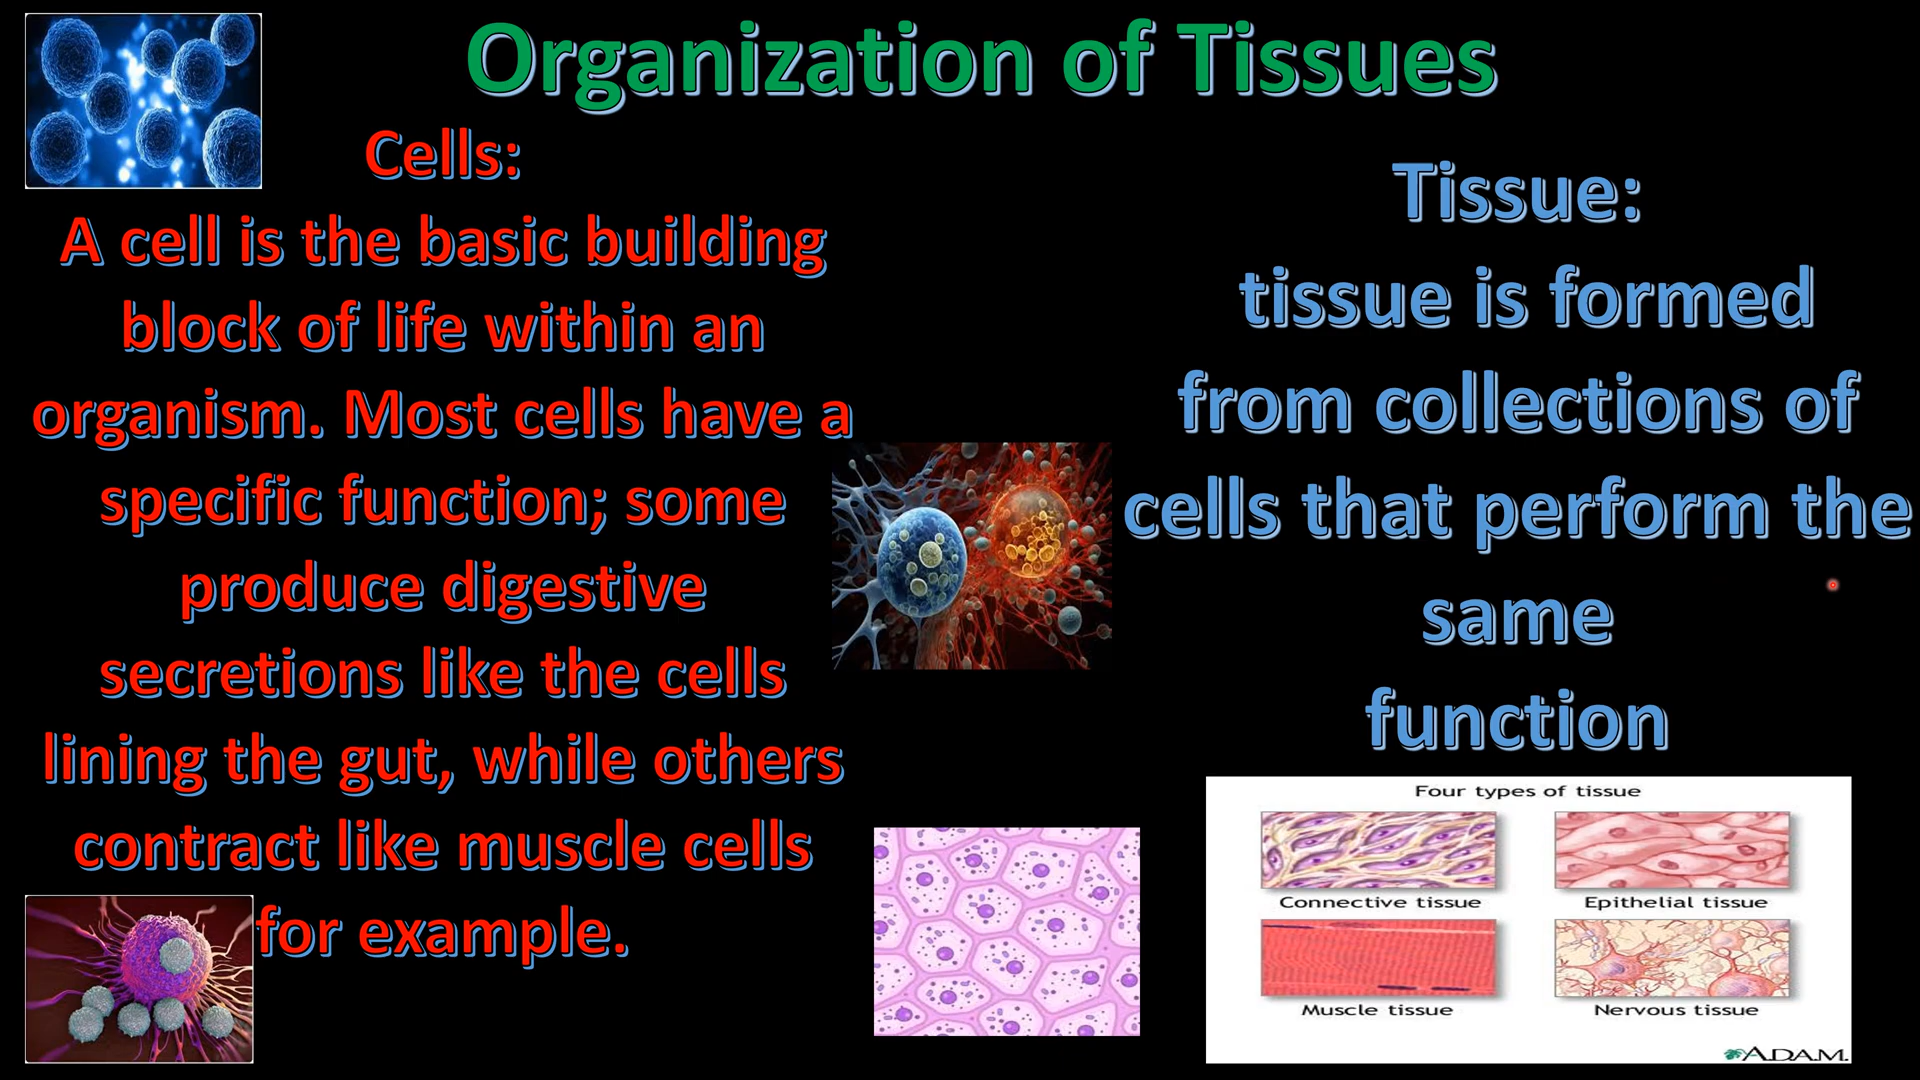 Organization of Tissues
Cells:
A cell is the basic building
block of life within an
organism. Most cells have a
specific function; some
produce digestive
secretions like the cells
lining the gut, while others
contract like muscle cells
for example.
Tissue:
tissue is formed
from collections of
cells that perform the
same
function
Four types of tissue
Connective tissue
Epithelial tissue
Muscle tissue
Nervous tissue
A.D.A.M.